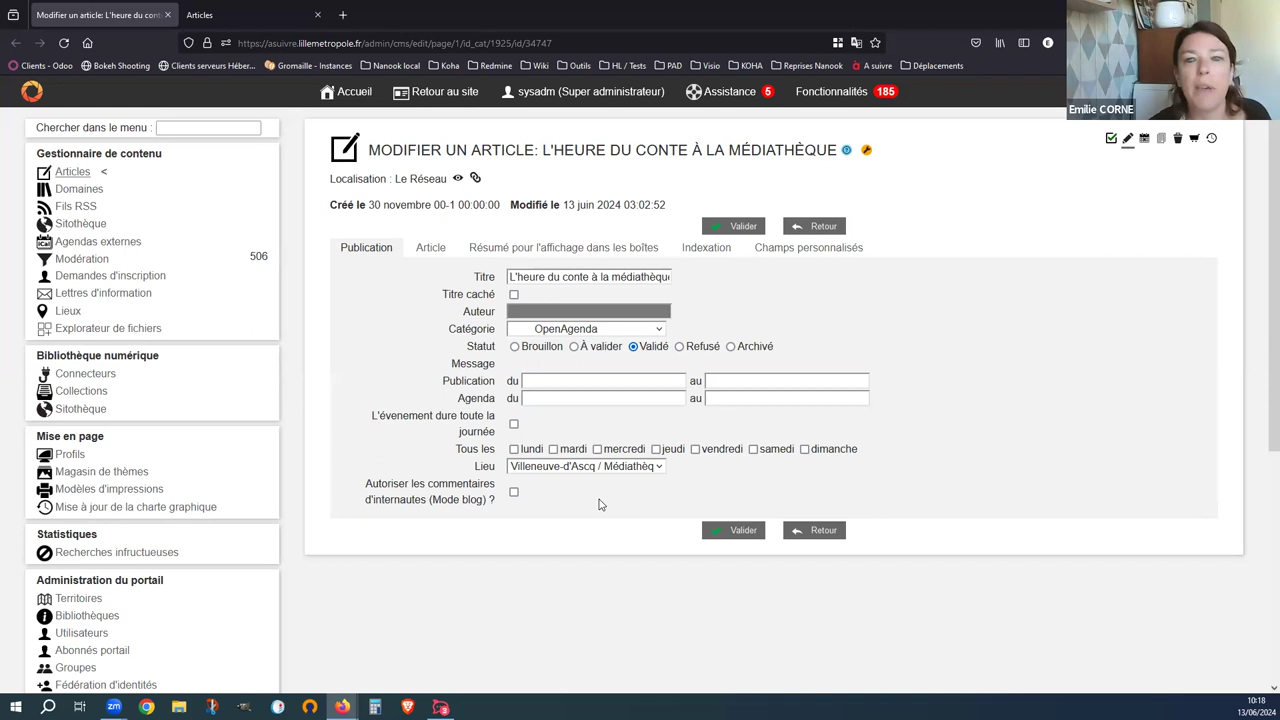 Modifier un article: L'heure du cont
Articles
https://asuivre.lillemetropole.fr/admin/cms/edit/page/1/id_cat/1925/id/34747
Clients - Odoo
Bokeh Shooting
Clients serveurs Héber...
Gromaille - Instances
Nanook local
Koha
Redmine
Wiki
Outils
HL / Tests
PAD
Visio
KOHA
Reprises Nanook
A suivre
Déplacements
Emilie CORNE
Accueil
Retour au site
sysadm (Super administrateur)
Assistance 5
Fonctionnalités 185
Chercher dans le menu :
Gestionnaire de contenu
Articles <
Domaines
Fils RSS
Sitothèque
Agendas externes
Modération 506
Demandes d'inscription
Lettres d'information
Lieux
Explorateur de fichiers
Bibliothèque numérique
Connecteurs
Collections
Sitothèque
Mise en page
Profils
Magasin de thèmes
Modèles d'impressions
Mise à jour de la charte graphique
Statistiques
Recherches infructueuses
Administration du portail
Territoires
Bibliothèques
Utilisateurs
Abonnés portail
Groupes
Fédération d'identités
MODIFIER UN ARTICLE: L'HEURE DU CONTE À LA MÉDIATHÈQUE
Localisation : Le Réseau
Créé le 30 novembre 00-1 00:00:00 Modifié le 13 juin 2024 03:02:52
Valider Retour
Publication Article Résumé pour l'affichage dans les boîtes Indexation Champs personnalisés
Titre L'heure du conte à la médiathèque
Titre caché
Auteur
Catégorie OpenAgenda
Statut Brouillon À valider Validé Refusé Archivé
Message
Publication du au
Agenda du au
L'évenement dure toute la
journée
Tous les lundi mardi mercredi jeudi vendredi samedi dimanche
Lieu Villeneuve-d'Ascq / Médiathèq
Autoriser les commentaires
d'internautes (Mode blog) ?
Valider Retour
10:18
13/06/2024